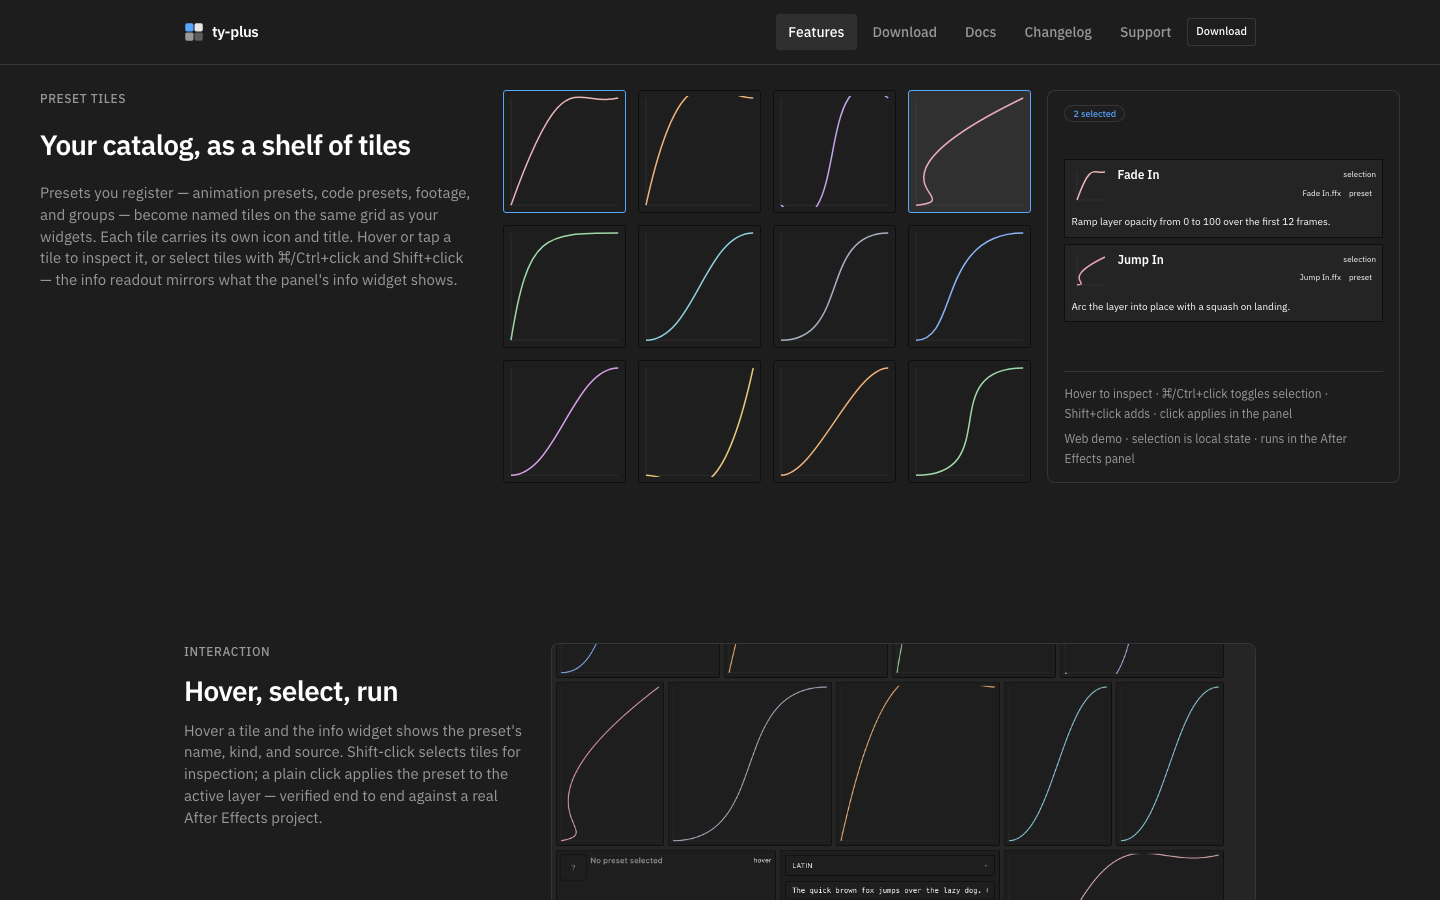 ty-plus
Features
Download
Docs
Changelog
Support
Download
PRESET TILES
Your catalog, as a shelf of tiles
Presets you register — animation presets, code presets, footage,
and groups — become named tiles on the same grid as your
widgets. Each tile carries its own icon and title. Hover or tap a
tile to inspect it, or select tiles with ⌘/Ctrl+click and Shift+click
— the info readout mirrors what the panel's info widget shows.
2 selected
Fade In
selection
Fade In.ffx preset
Ramp layer opacity from 0 to 100 over the first 12 frames.
Jump In
selection
Jump In.ffx preset
Arc the layer into place with a squash on landing.
Hover to inspect · ⌘/Ctrl+click toggles selection ·
Shift+click adds · click applies in the panel
Web demo · selection is local state · runs in the After
Effects panel
INTERACTION
Hover, select, run
Hover a tile and the info widget shows the preset's
name, kind, and source. Shift-click selects tiles for
inspection; a plain click applies the preset to the
active layer — verified end to end against a real
After Effects project.
?
No preset selected
hover
LATIN
The quick brown fox jumps over the lazy dog.